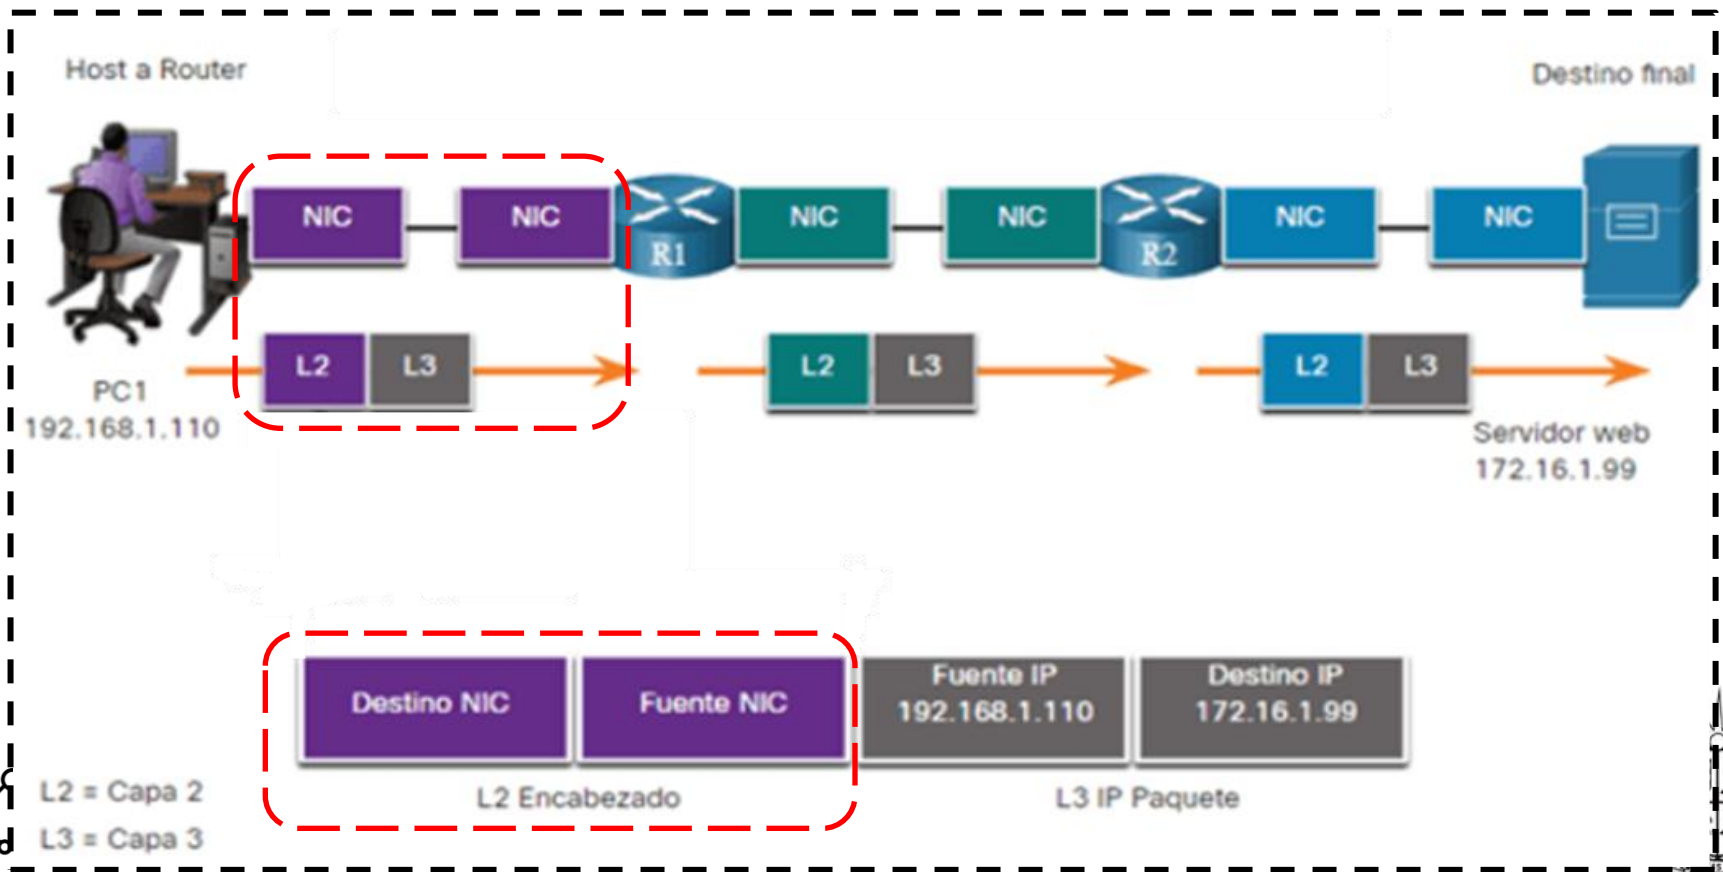 Host a Router
Destino final
NIC
NIC
R1
NIC
NIC
R2
NIC
NIC
L2
L3
L2
L3
L2
L3
PC1
192.168.1.110
Servidor web
172.16.1.99
Destino NIC
Fuente NIC
Fuente IP
192.168.1.110
Destino IP
172.16.1.99
L2 Encabezado
L3 IP Paquete
L2 = Capa 2
L3 = Capa 3